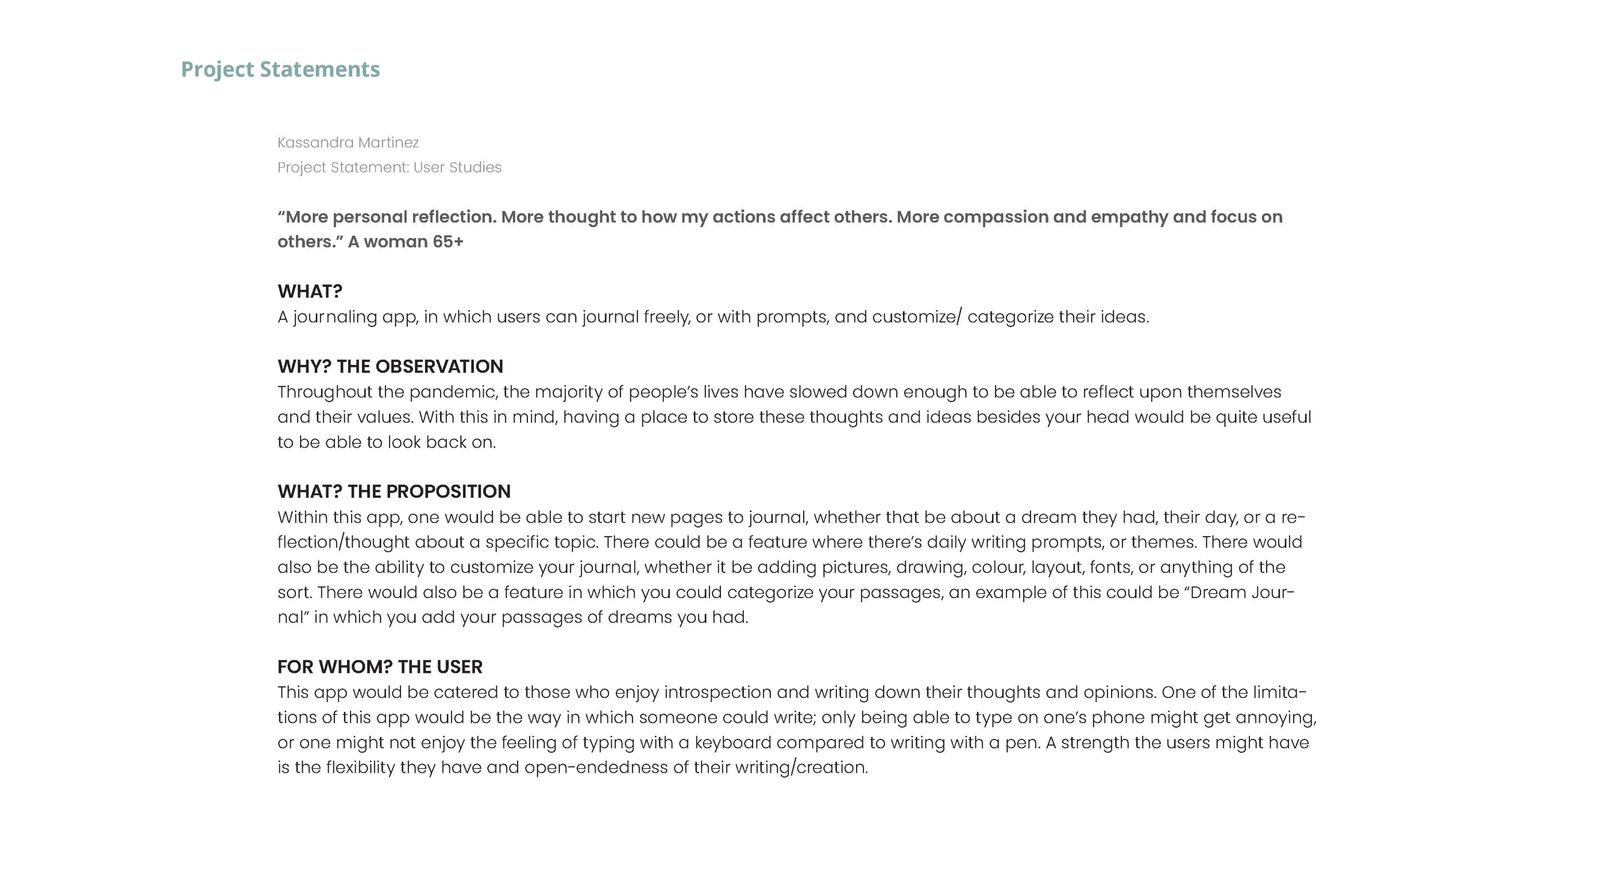 Project Statements
Kassandra Martinez
Project Statement: User Studies
“More personal reflection. More thought to how my actions affect others. More compassion and empathy and focus on
others.” A woman 65+
WHAT?
A journaling app, in which users can journal freely, or with prompts, and customize/ categorize their ideas.
WHY? THE OBSERVATION
Throughout the pandemic, the majority of people’s lives have slowed down enough to be able to reflect upon themselves
and their values. With this in mind, having a place to store these thoughts and ideas besides your head would be quite useful
to be able to look back on.
WHAT? THE PROPOSITION
Within this app, one would be able to start new pages to journal, whether that be about a dream they had, their day, or a re-
flection/thought about a specific topic. There could be a feature where there’s daily writing prompts, or themes. There would
also be the ability to customize your journal, whether it be adding pictures, drawing, colour, layout, fonts, or anything of the
sort. There would also be a feature in which you could categorize your passages, an example of this could be “Dream Jour-
nal” in which you add your passages of dreams you had.
FOR WHOM? THE USER
This app would be catered to those who enjoy introspection and writing down their thoughts and opinions. One of the limita-
tions of this app would be the way in which someone could write; only being able to type on one’s phone might get annoying,
or one might not enjoy the feeling of typing with a keyboard compared to writing with a pen. A strength the users might have
is the flexibility they have and open-endedness of their writing/creation.